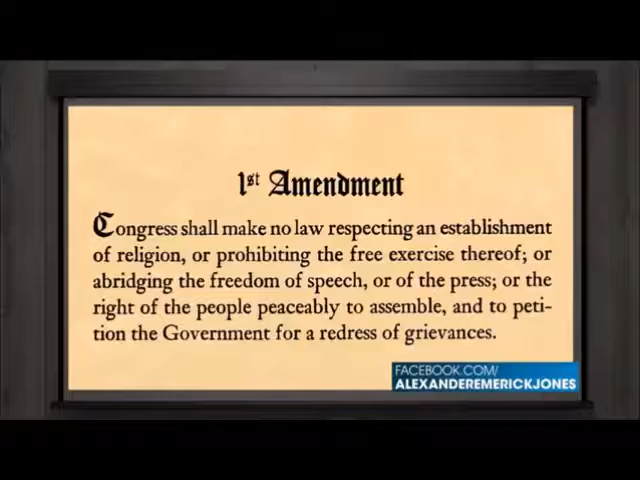 1st Amendment
Congress shall make no law respecting an establishment
of religion, or prohibiting the free exercise thereof; or
abridging the freedom of speech, or of the press; or the
right of the people peaceably to assemble, and to peti-
tion the Government for a redress of grievances.
FACEBOOK.COM/
ALEXANDEREMERICKJONES